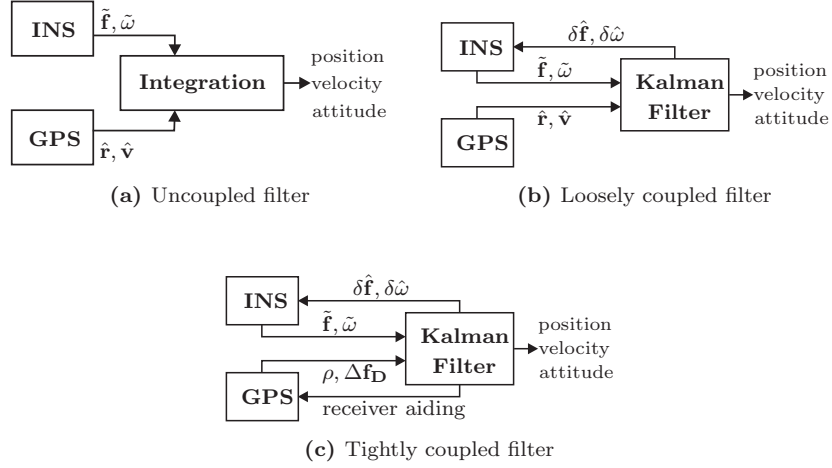 INS
f̃, ω̃
Integration
position
velocity
attitude
GPS
r̂, v̂
(a) Uncoupled filter
INS
δf̂, δω̂
f̃, ω̃
Kalman
Filter
position
velocity
attitude
r̂, v̂
GPS
(b) Loosely coupled filter
INS
δf̂, δω̂
f̃, ω̃
Kalman
Filter
position
velocity
attitude
ρ, Δf_D
GPS
receiver aiding
(c) Tightly coupled filter